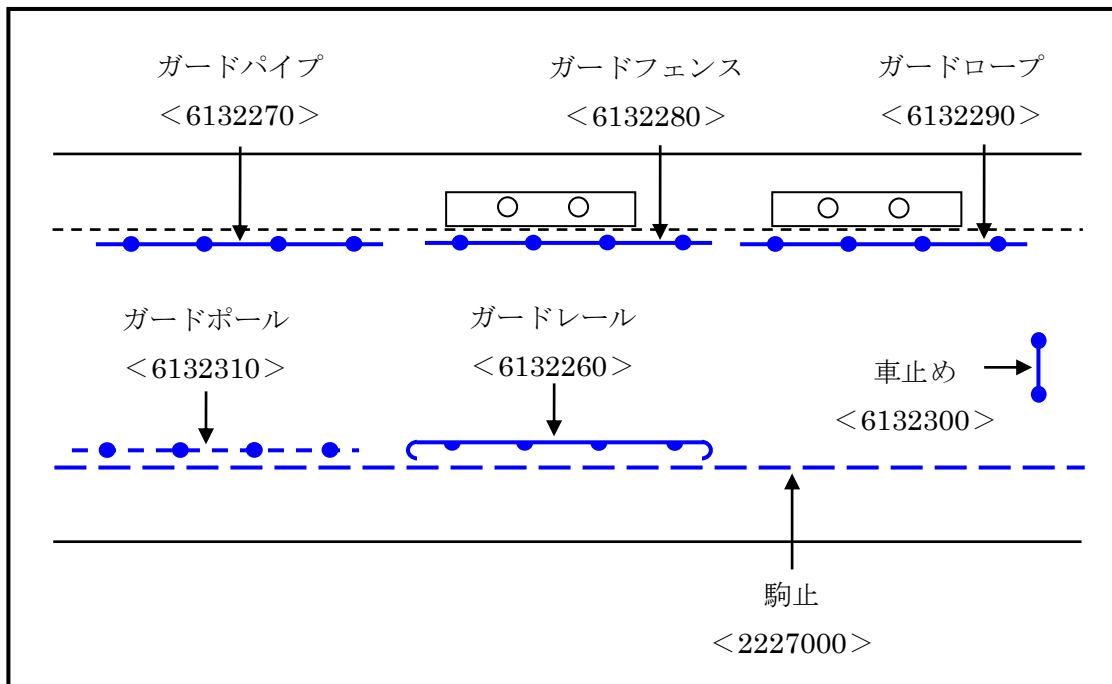 ガードパイプ
＜6132270＞
ガードフェンス
＜6132280＞
ガードロープ
＜6132290＞
ガードポール
＜6132310＞
ガードレール
＜6132260＞
車止め
＜6132300＞
駒止
＜2227000＞